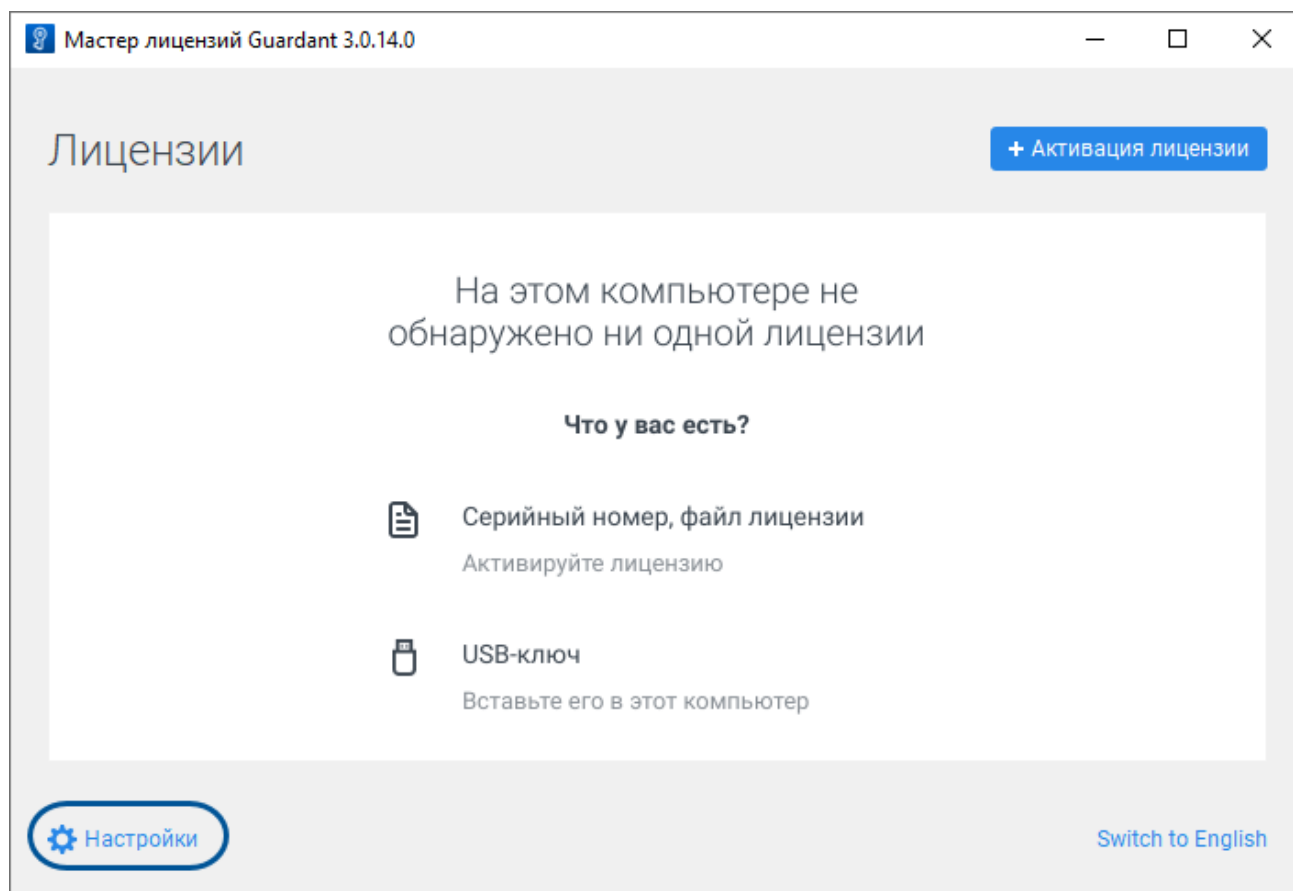 Мастер лицензий Guardant 3.0.14.0
Лицензии
+ Активация лицензии
На этом компьютере не
обнаружено ни одной лицензии
Что у вас есть?
Серийный номер, файл лицензии
Активируйте лицензию
USB-ключ
Вставьте его в этот компьютер
Настройки
Switch to English